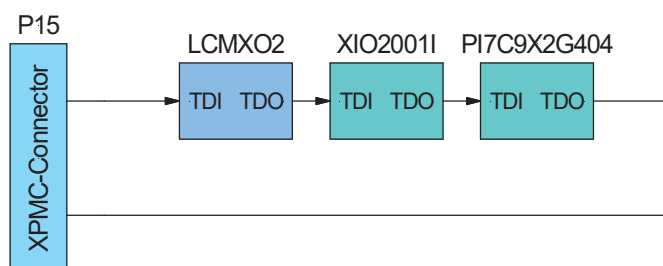 P15
LCMXO2
XIO2001I
PI7C9X2G404
XPMC-Connector
TDI TDO
TDI TDO
TDI TDO